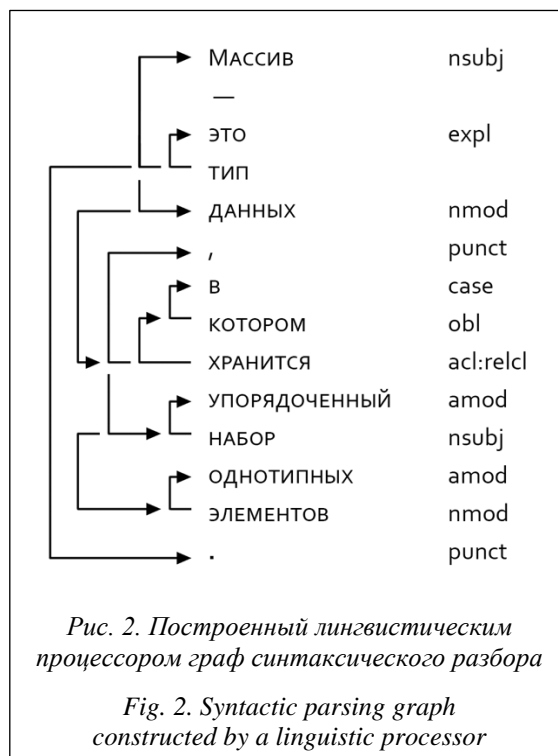 Массив nsubj
—
это expl
тип
данных nmod
, punct
в case
котором obl
хранится acl:relcl
упорядоченный amod
набор nsubj
однотипных amod
элементов nmod
. punct
Рис. 2. Построенный лингвистическим
процессором граф синтаксического разбора
Fig. 2. Syntactic parsing graph
constructed by a linguistic processor